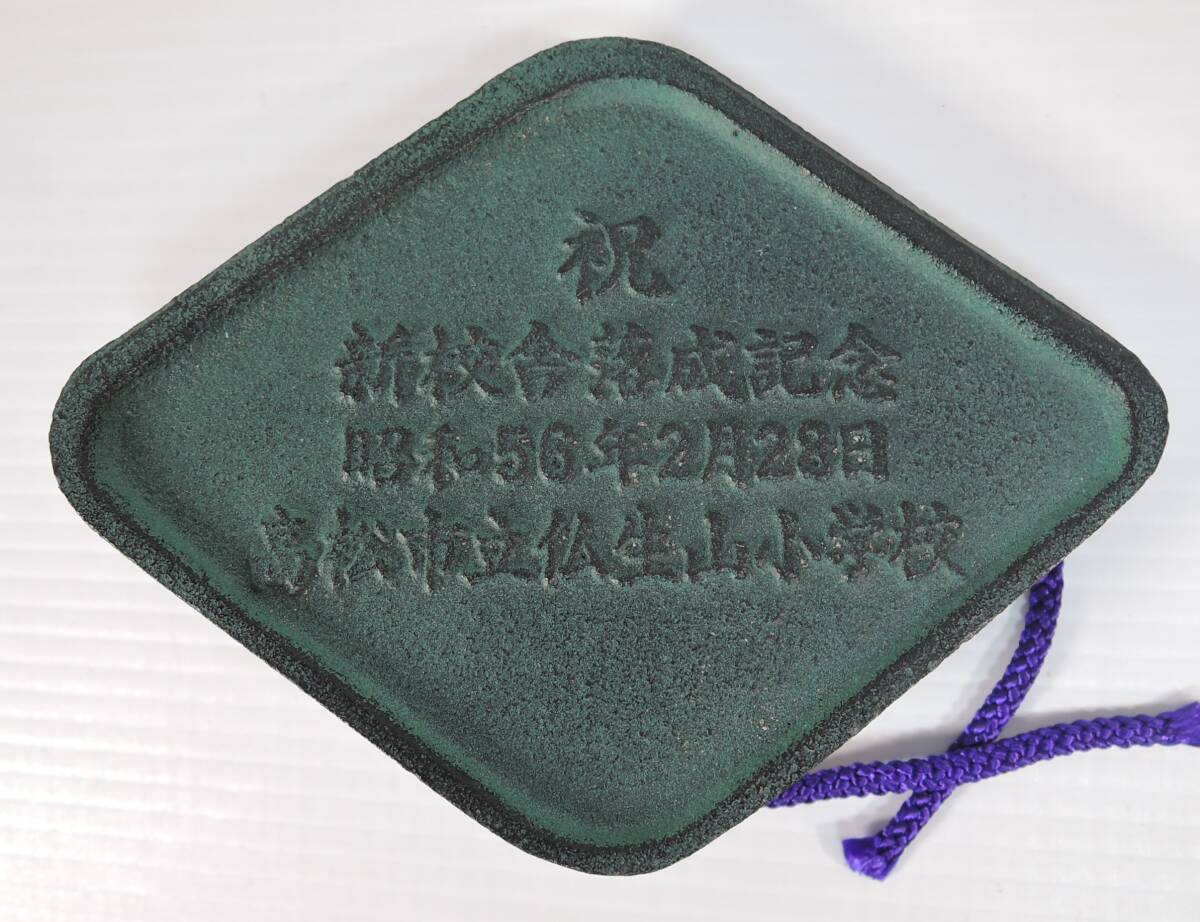 祝
新校舎落成記念
昭和56年2月28日
高松市立仏生山小学校